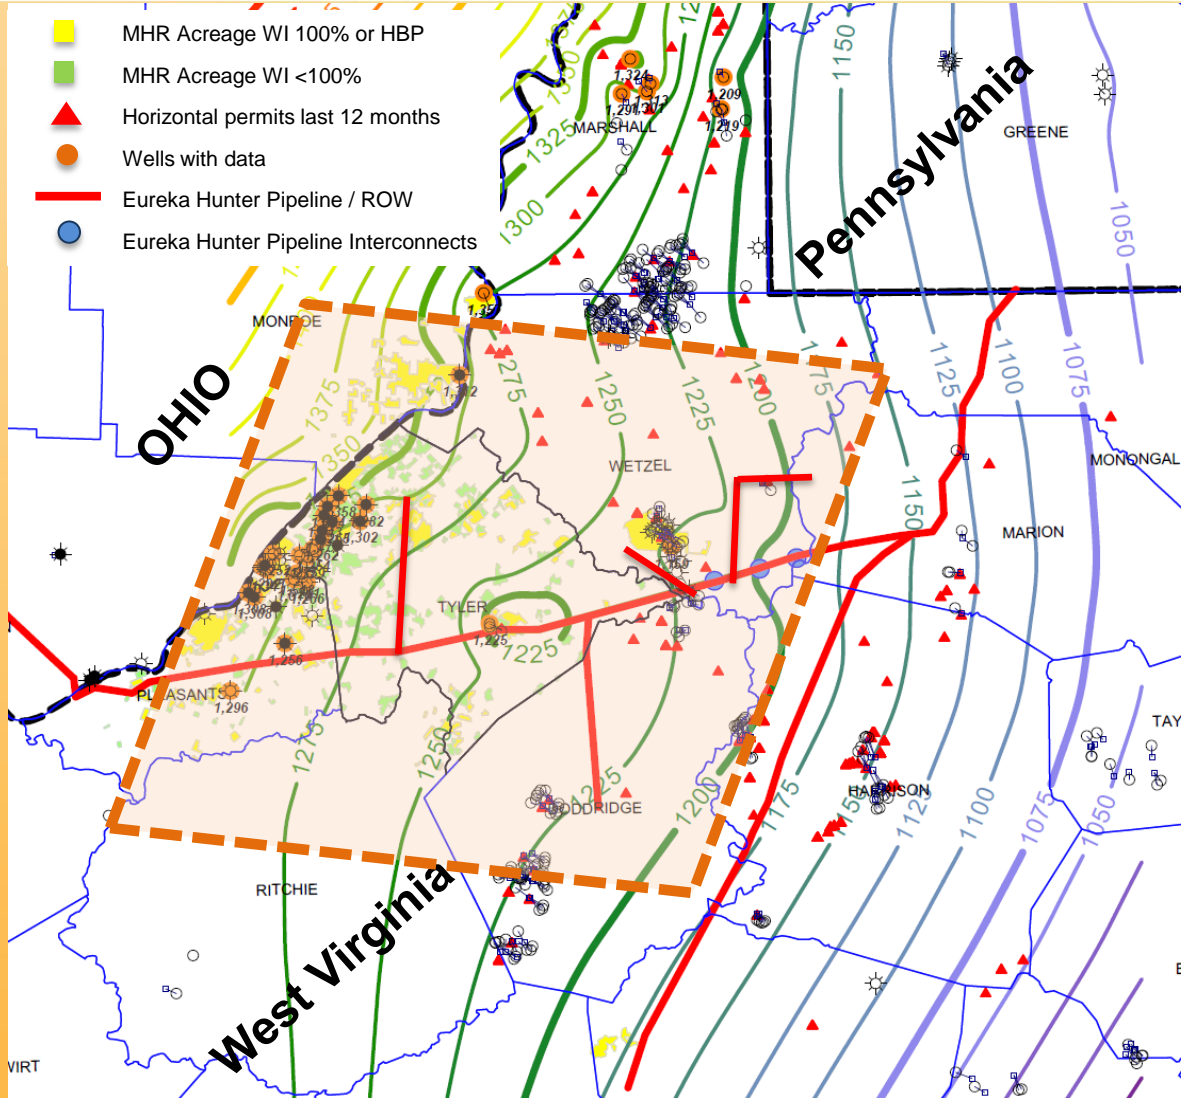 MHR Acreage WI 100% or HBP
MHR Acreage WI <100%
Horizontal permits last 12 months
Wells with data
Eureka Hunter Pipeline / ROW
Eureka Hunter Pipeline Interconnects
1350
1325
1300
1,324
1,313
MARSHALL
1,209
1,219
1150
GREENE
1050
Pennsylvania
MONROE
OHIO
1375
1350
1275
1250
1225
1200
1125
1100
1075
WETZEL
MONONGAL
1150
MARION
1,282
1,302
TYLER
1,225
1225
1,256
PLEASANTS
1,296
1275
1250
1225
DODDRIDGE
1200
1175
HARRISON
1100
1075
1050
TAY
RITCHIE
West Virginia
WIRT